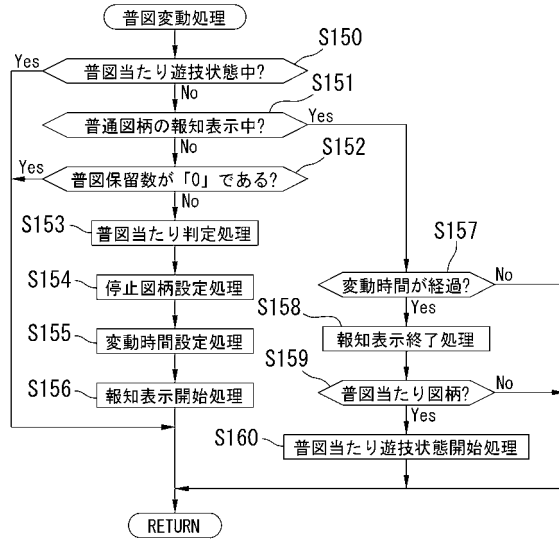 普図変動処理
S150
Yes
普図当たり遊技状態中?
No
S151
普通図柄の報知表示中?
Yes
No
S152
Yes
普図保留数が「0」である?
No
S153
普図当たり判定処理
S154
停止図柄設定処理
S155
変動時間設定処理
S156
報知表示開始処理
S157
変動時間が経過?
No
Yes
S158
報知表示終了処理
S159
普図当たり図柄?
No
Yes
S160
普図当たり遊技状態開始処理
RETURN